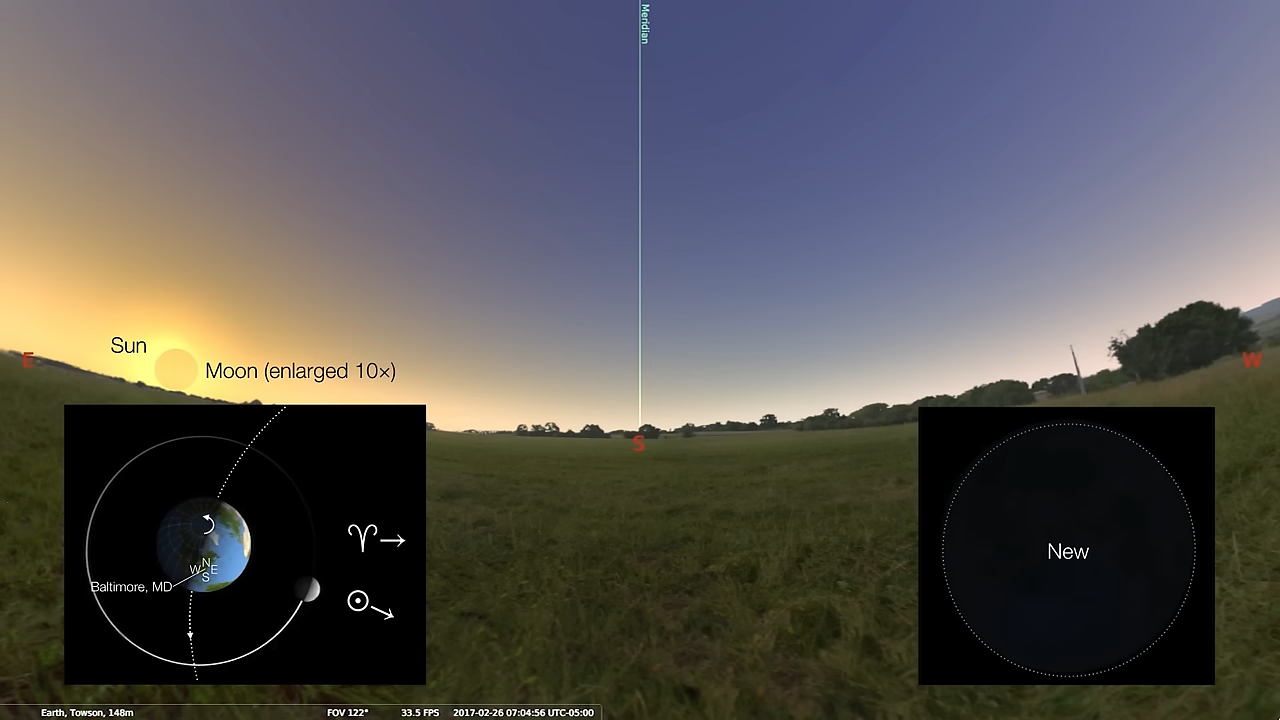 Meridian
E
Sun
Moon (enlarged 10×)
W
S
N
W E
S
Baltimore, MD
New
Earth, Towson, 148m FOV 122° 33.5 FPS 2017-02-26 07:04:56 UTC-05:00